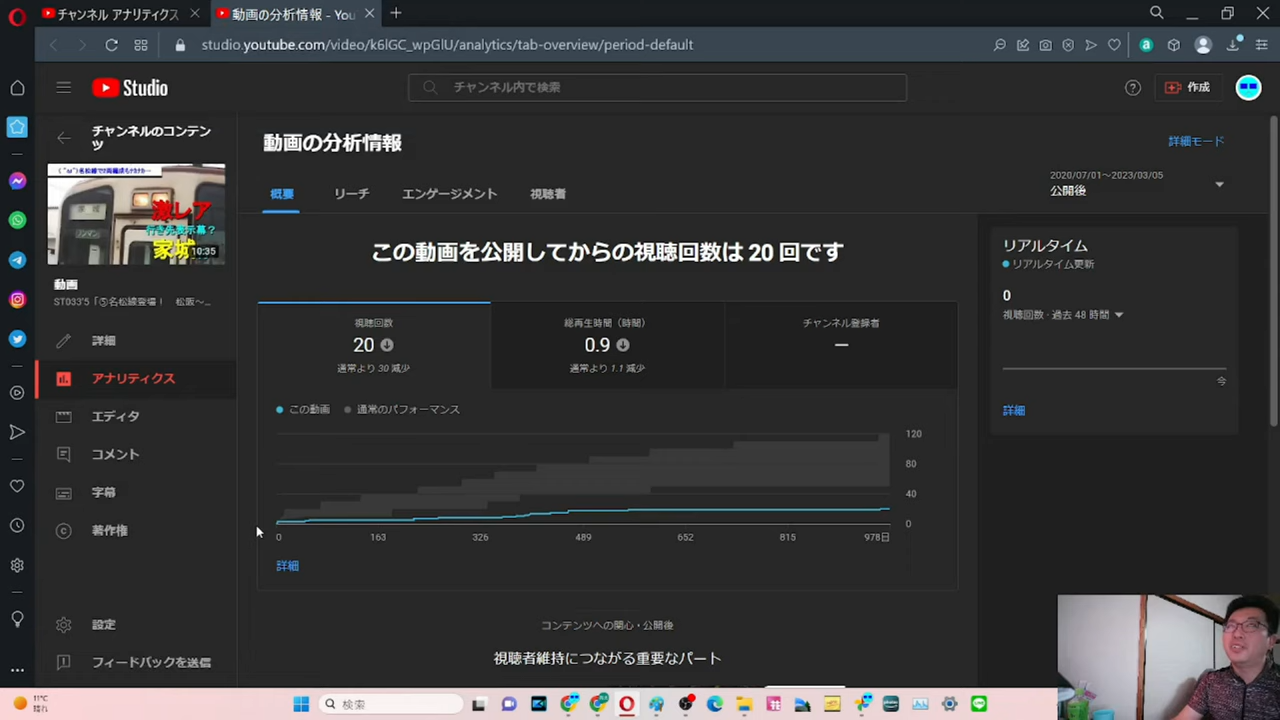 チャンネル アナリティクス
動画の分析情報 - You
studio.youtube.com/video/k6lGC_wpGlU/analytics/tab-overview/period-default
Studio
チャンネル内で検索
作成
チャンネルのコンテン
ツ
激レア
行き先表示幕?
家城
10:35
動画
ST033'5「⑤名松線登場! 松阪〜...
詳細
アナリティクス
エディタ
コメント
字幕
著作権
設定
フィードバックを送信
動画の分析情報
詳細モード
概要
リーチ
エンゲージメント
視聴者
2020/07/01～2023/03/05
公開後
この動画を公開してからの視聴回数は 20 回です
視聴回数
20
通常より 30 減少
総再生時間（時間）
0.9
通常より 1.1 減少
チャンネル登録者
—
この動画
通常のパフォーマンス
120
80
40
0
0 163 326 489 652 815 978日
詳細
リアルタイム
リアルタイム更新
0
視聴回数・過去 48 時間
今
詳細
コンテンツへの関心・公開後
視聴者維持につながる重要なパート
11°C
晴れ
検索